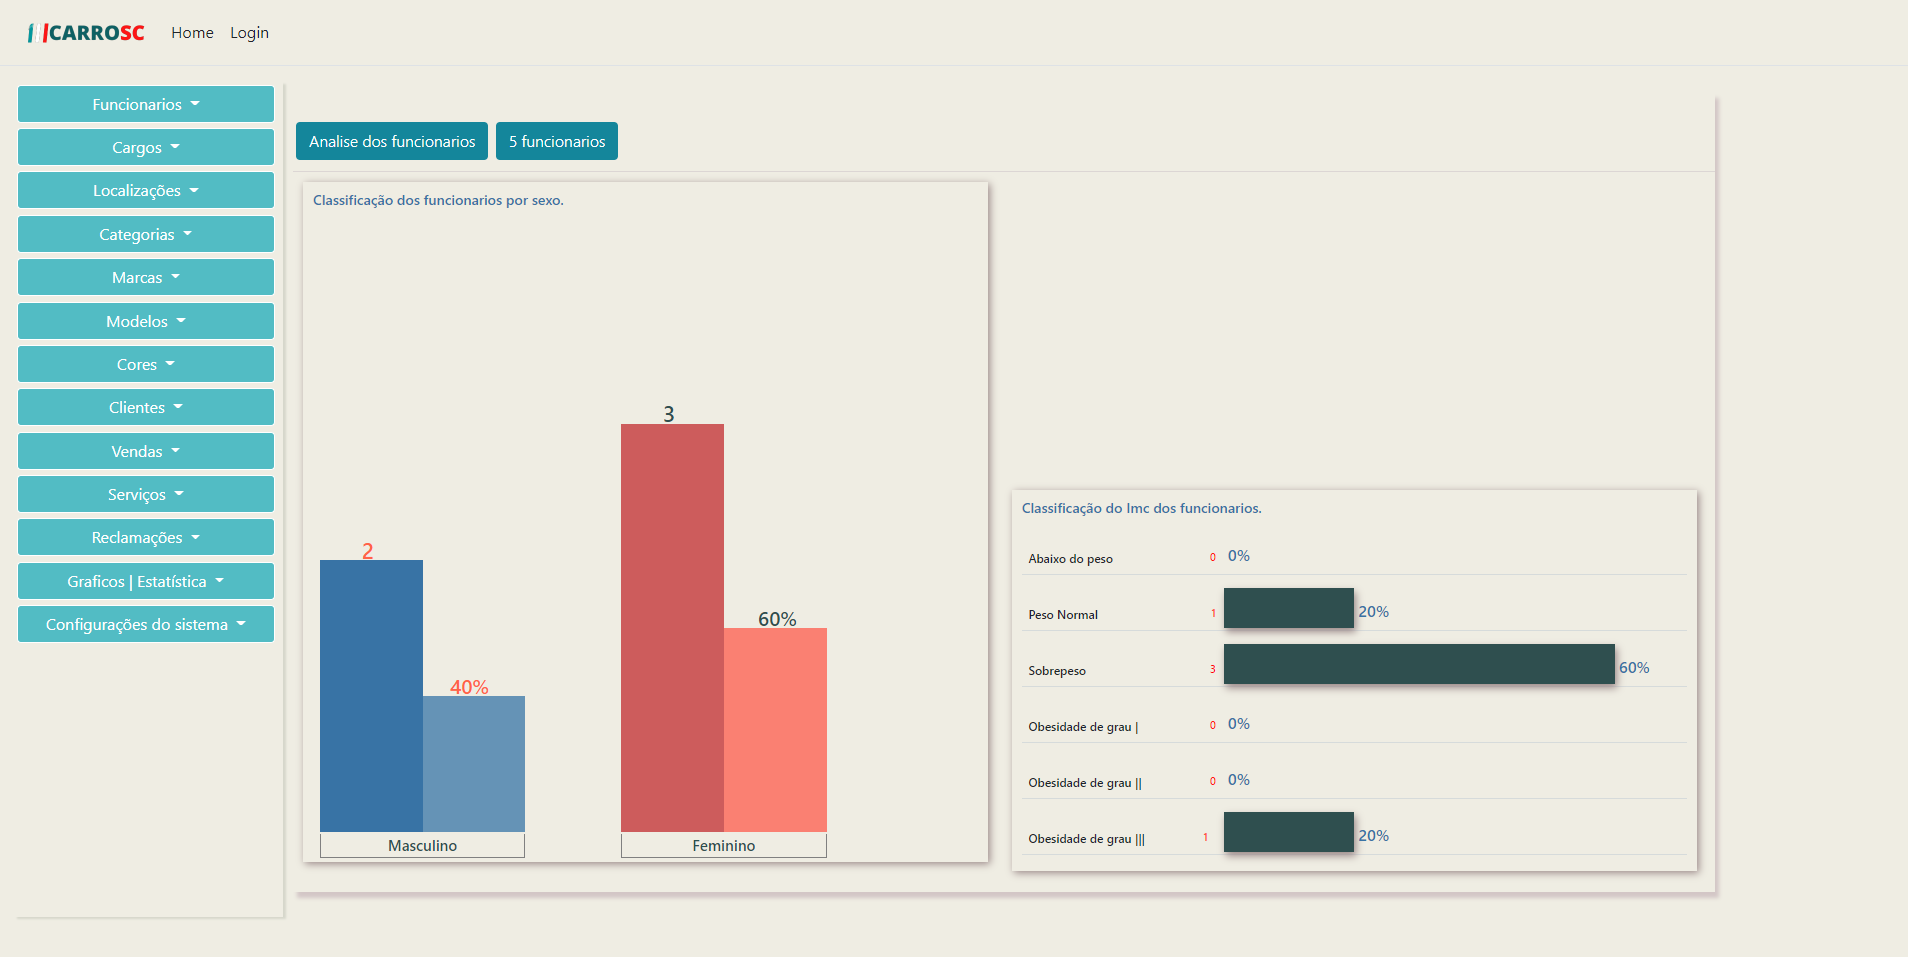 CARROSC Home Login
Funcionarios
Cargos
Localizações
Categorias
Marcas
Modelos
Cores
Clientes
Vendas
Serviços
Reclamações
Graficos | Estatística
Configurações do sistema
Analise dos funcionarios 5 funcionarios
Classificação dos funcionarios por sexo.
3
2
60%
40%
Masculino Feminino
Classificação do Imc dos funcionarios.
Abaixo do peso 0 0%
Peso Normal 1 20%
Sobrepeso 3 60%
Obesidade de grau | 0 0%
Obesidade de grau || 0 0%
Obesidade de grau ||| 1 20%